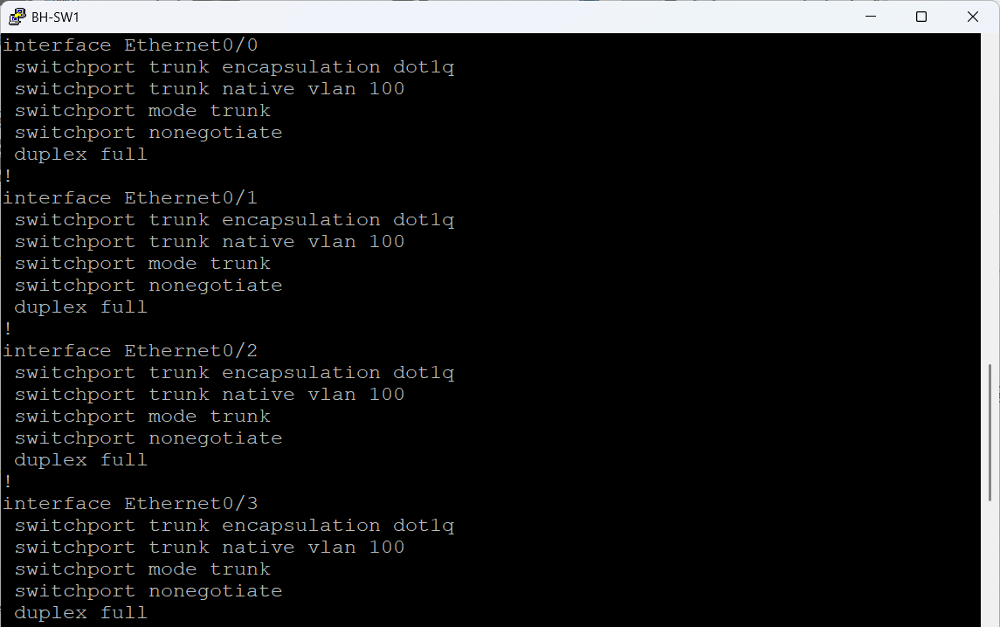 BH-SW1
interface Ethernet0/0
 switchport trunk encapsulation dot1q
 switchport trunk native vlan 100
 switchport mode trunk
 switchport nonegotiate
 duplex full
!
interface Ethernet0/1
 switchport trunk encapsulation dot1q
 switchport trunk native vlan 100
 switchport mode trunk
 switchport nonegotiate
 duplex full
!
interface Ethernet0/2
 switchport trunk encapsulation dot1q
 switchport trunk native vlan 100
 switchport mode trunk
 switchport nonegotiate
 duplex full
!
interface Ethernet0/3
 switchport trunk encapsulation dot1q
 switchport trunk native vlan 100
 switchport mode trunk
 switchport nonegotiate
 duplex full